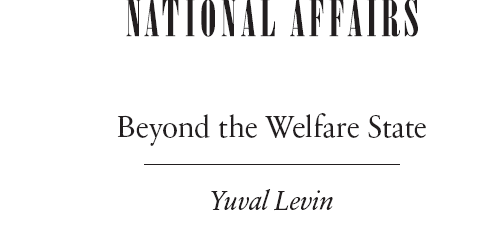 NATIONAL AFFAIRS
Beyond the Welfare State
Yuval Levin